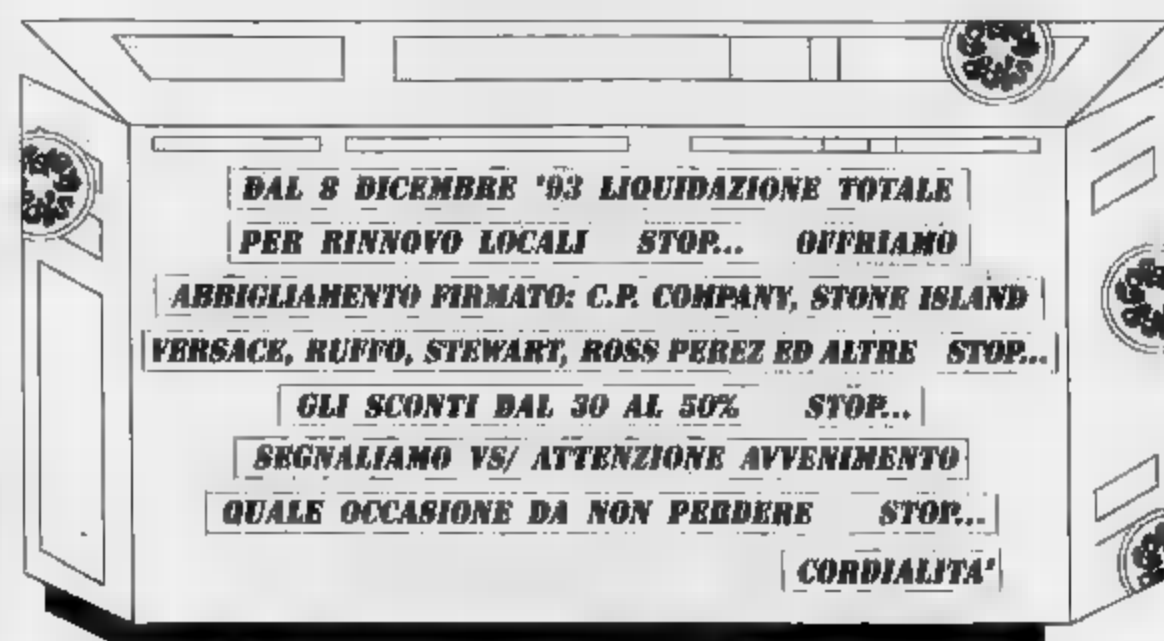 DAL 8 DICEMBRE '93 LIQUIDAZIONE TOTALE
PER RINNOVO LOCALI STOP... OFFRIAMO
ABBIGLIAMENTO FIRMATO: C.P. COMPANY, STONE ISLAND
VERSACE, RUFFO, STEWART, ROSS PEREZ ED ALTRE STOP...
GLI SCONTI DAL 30 AL 50% STOP...
SEGNALIAMO VS/ ATTENZIONE AVVENIMENTO
QUALE OCCASIONE DA NON PERDERE STOP...
CORDIALITA'